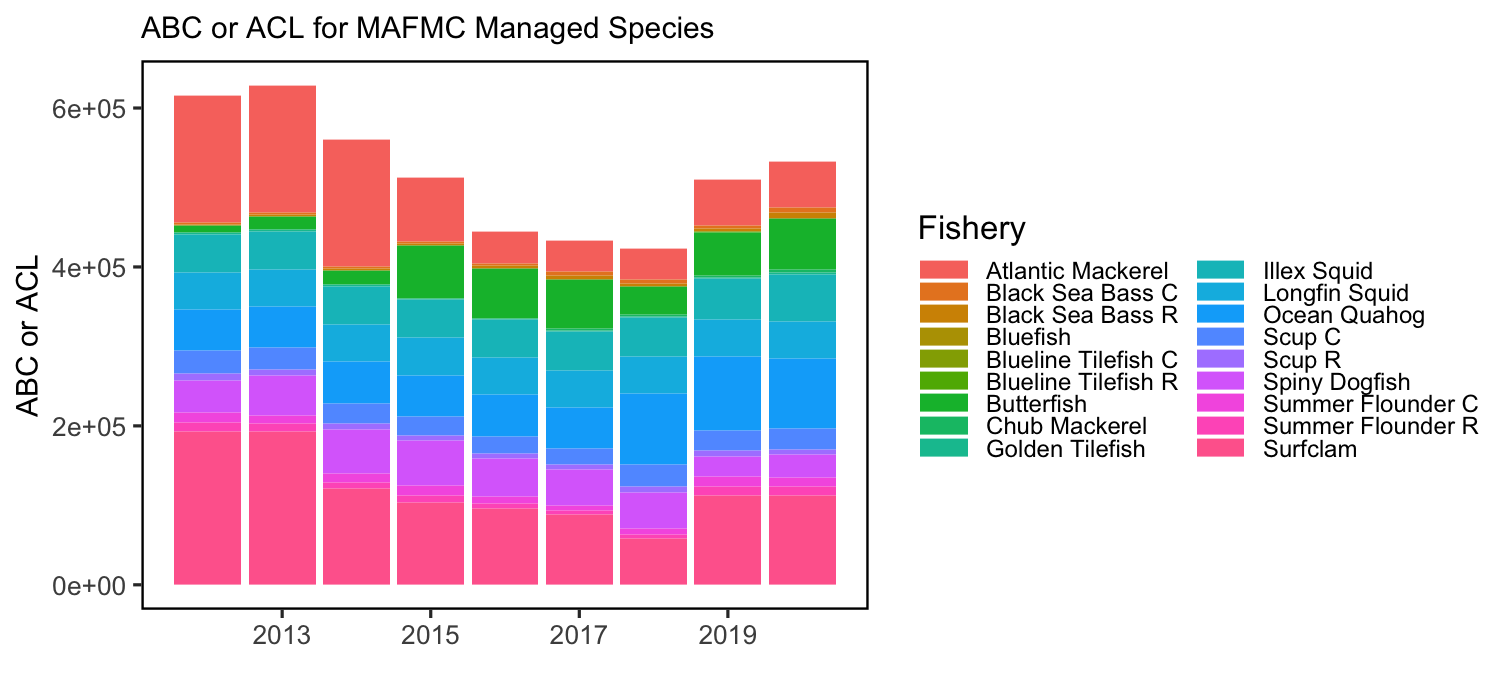 ABC or ACL for MAFMC Managed Species
ABC or ACL
6e+05
4e+05
2e+05
0e+00
2013
2015
2017
2019
Fishery
Atlantic Mackerel
Black Sea Bass C
Black Sea Bass R
Bluefish
Blueline Tilefish C
Blueline Tilefish R
Butterfish
Chub Mackerel
Golden Tilefish
Illex Squid
Longfin Squid
Ocean Quahog
Scup C
Scup R
Spiny Dogfish
Summer Flounder C
Summer Flounder R
Surfclam